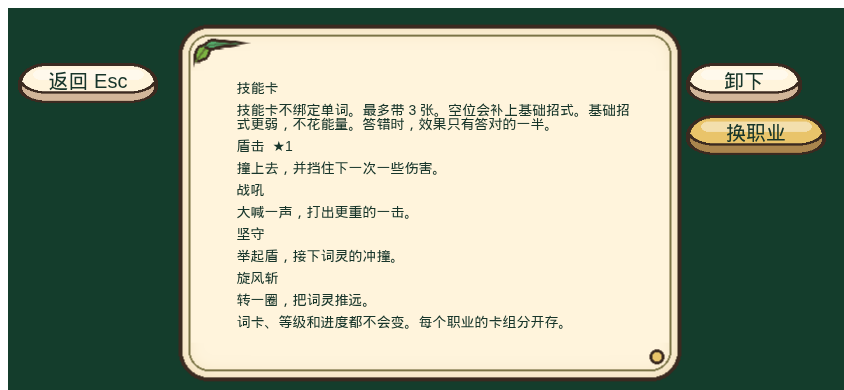 返回 Esc
技能卡
技能卡不绑定单词。最多带 3 张。空位会补上基础招式。基础招
式更弱，不花能量。答错时，效果只有答对的一半。
盾击 ★1
撞上去，并挡住下一次一些伤害。
战吼
大喊一声，打出更重的一击。
坚守
举起盾，接下词灵的冲撞。
旋风斩
转一圈，把词灵推远。
词卡、等级和进度都不会变。每个职业的卡组分开存。
卸下
换职业